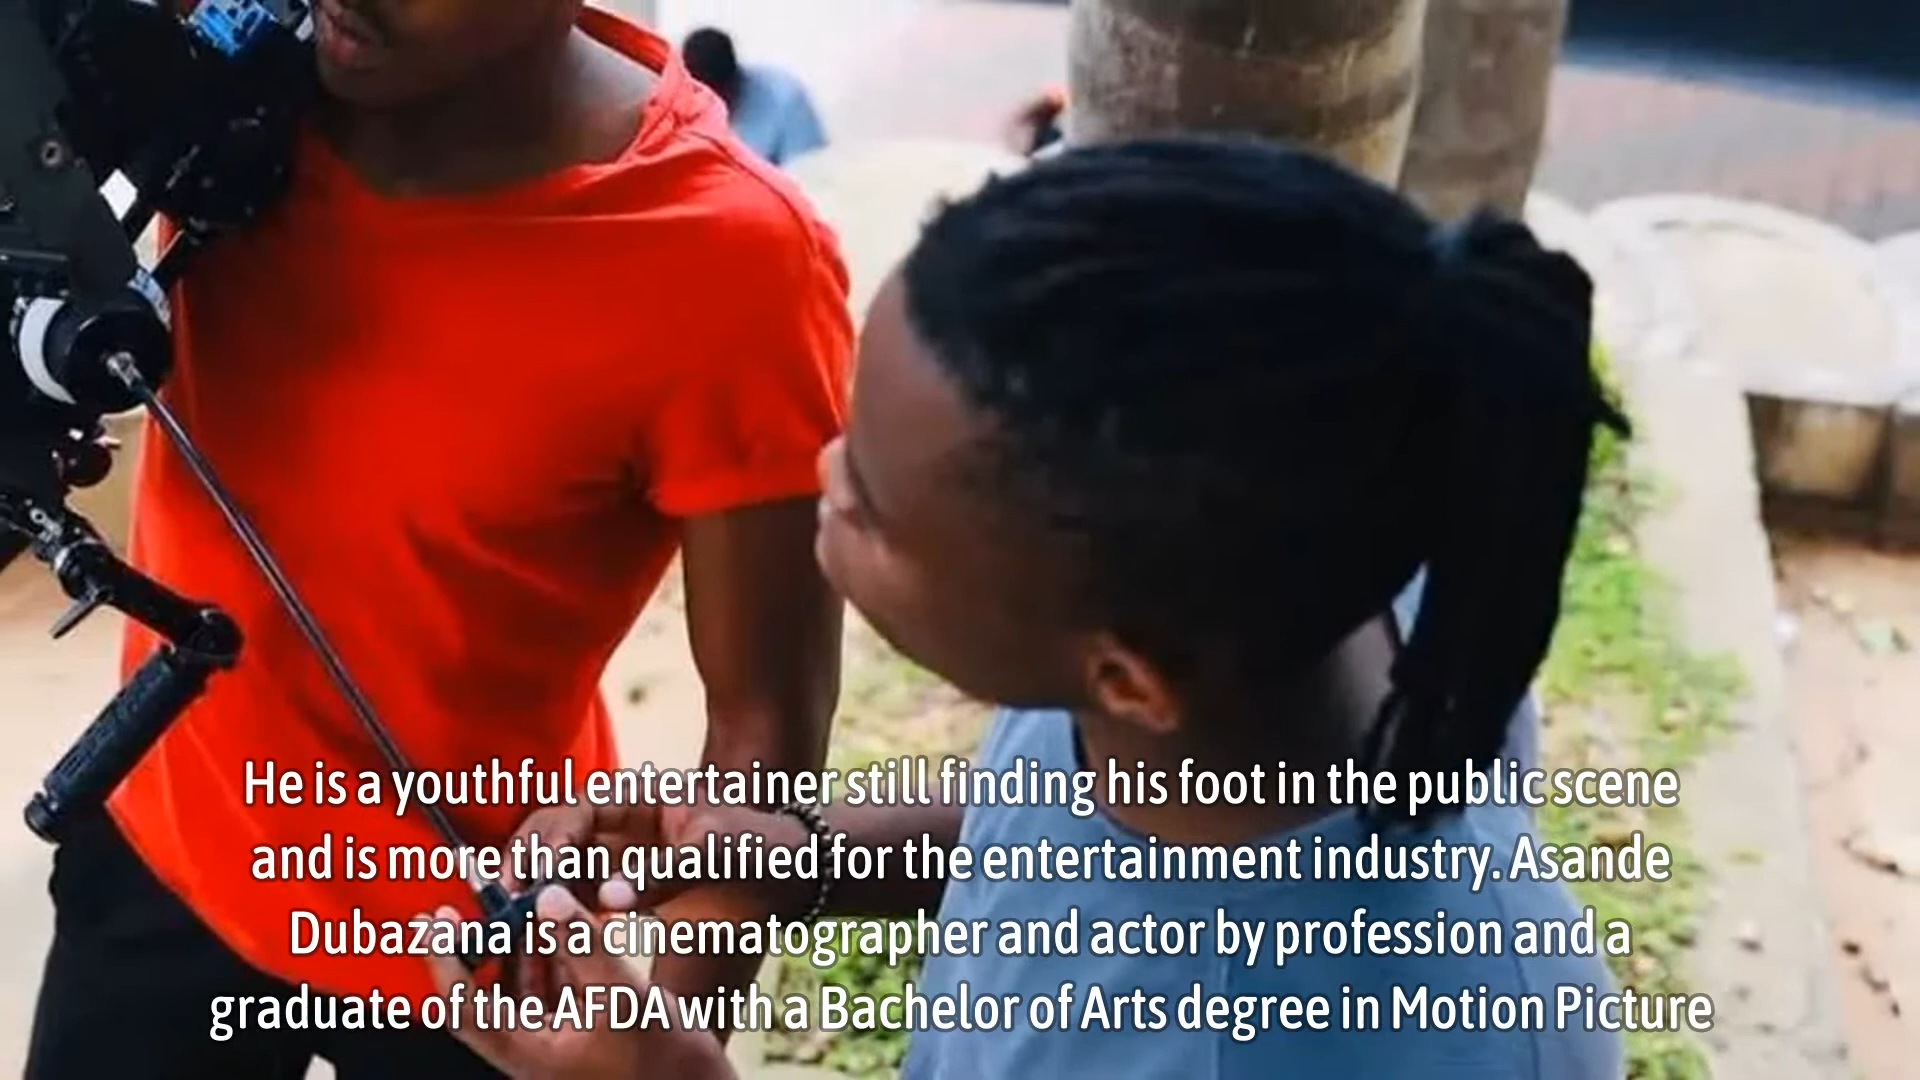 He is a youthful entertainer still finding his foot in the public scene
and is more than qualified for the entertainment industry. Asande
Dubazana is a cinematographer and actor by profession and a
graduate of the AFDA with a Bachelor of Arts degree in Motion Picture